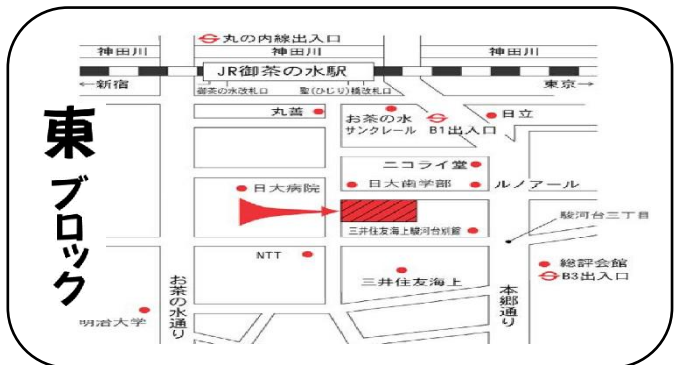 丸の内線出入口
神田川
神田川
神田川
JR御茶の水駅
←新宿
御茶の水改札口
聖(ひじり)橋改札口
東京→
丸善
お茶の水
サンクレール
B1出入口
日立
東ブロック
ニコライ堂
日大病院
日大歯学部
ルノアール
駿河台三丁目
三井住友海上駿河台別館
NTT
三井住友海上
総評会館
B3出入口
お茶の水通り
本郷通り
明治大学